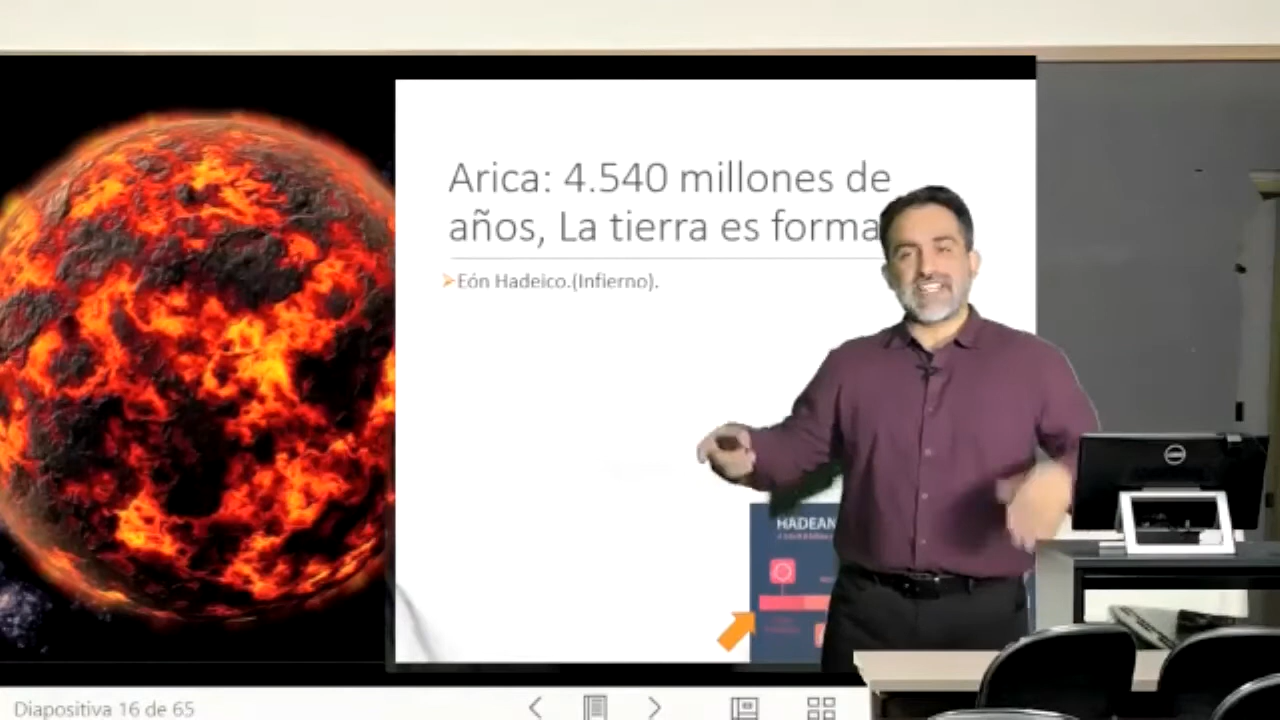 Arica: 4.540 millones de
años, La tierra es forma
Eón Hadeico.(Infierno).
HADEAN
Diapositiva 16 de 65